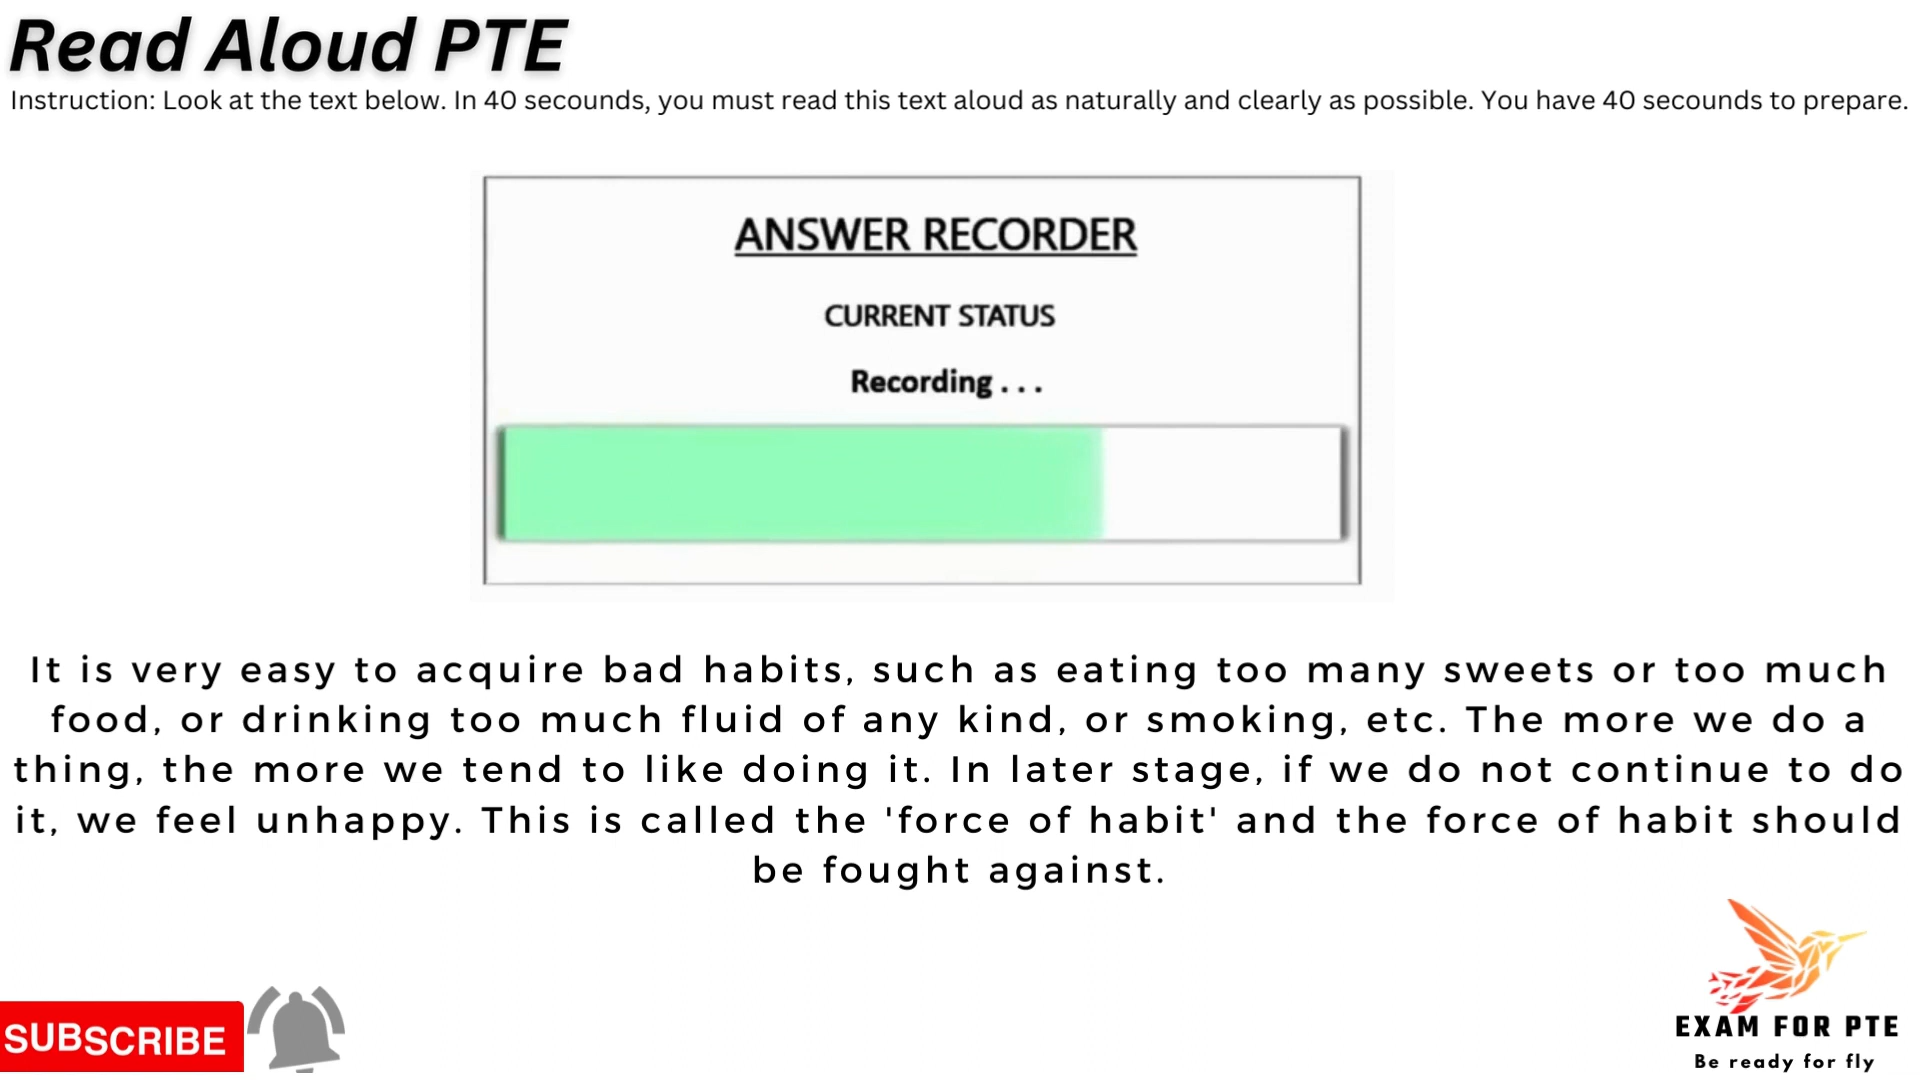 Read Aloud PTE
Instruction: Look at the text below. In 40 secounds, you must read this text aloud as naturally and clearly as possible. You have 40 secounds to prepare.
ANSWER RECORDER
CURRENT STATUS
Recording . . .
It is very easy to acquire bad habits, such as eating too many sweets or too much
food, or drinking too much fluid of any kind, or smoking, etc. The more we do a
thing, the more we tend to like doing it. In later stage, if we do not continue to do
it, we feel unhappy. This is called the 'force of habit' and the force of habit should
be fought against.
SUBSCRIBE
EXAM FOR PTE
Be ready for fly